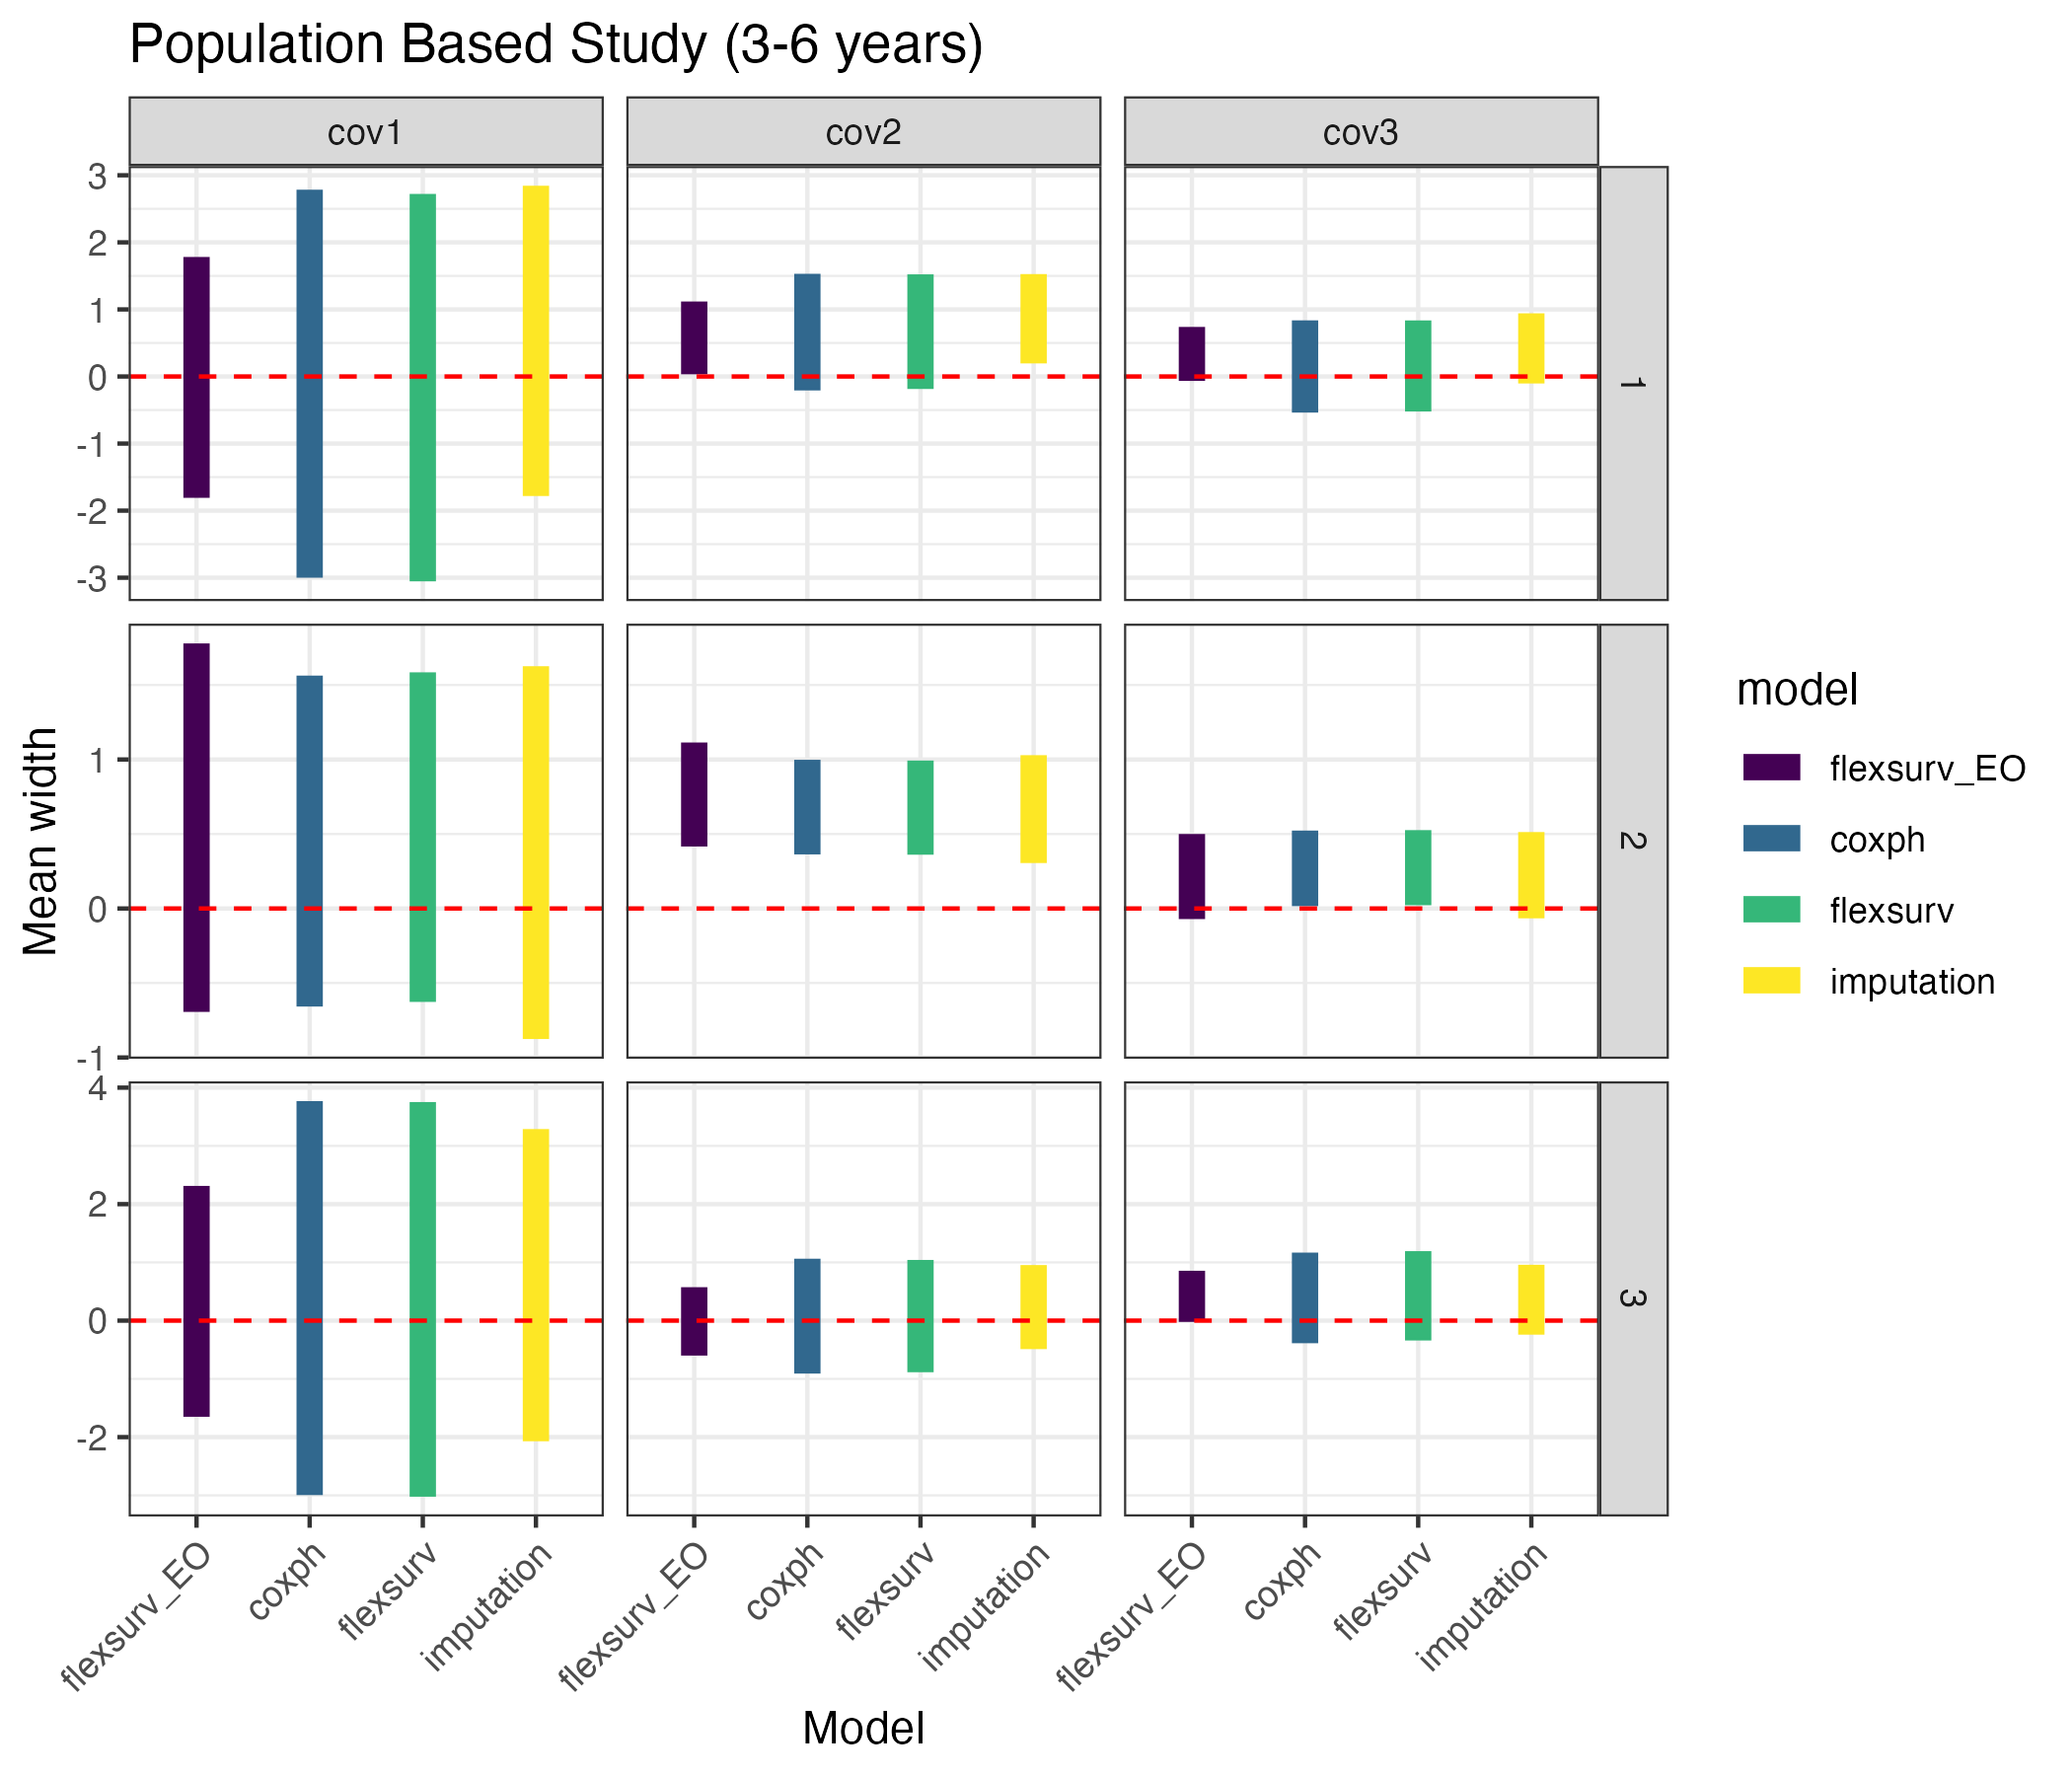 Population Based Study (3-6 years)
cov1
cov2
cov3
3
2
1
0
-1
-2
-3
1
1
0
-1
2
4
2
0
-2
3
Mean width
flexsurv_EO
coxph
flexsurv
imputation
flexsurv_EO
coxph
flexsurv
imputation
flexsurv_EO
coxph
flexsurv
imputation
Model
model
flexsurv_EO
coxph
flexsurv
imputation